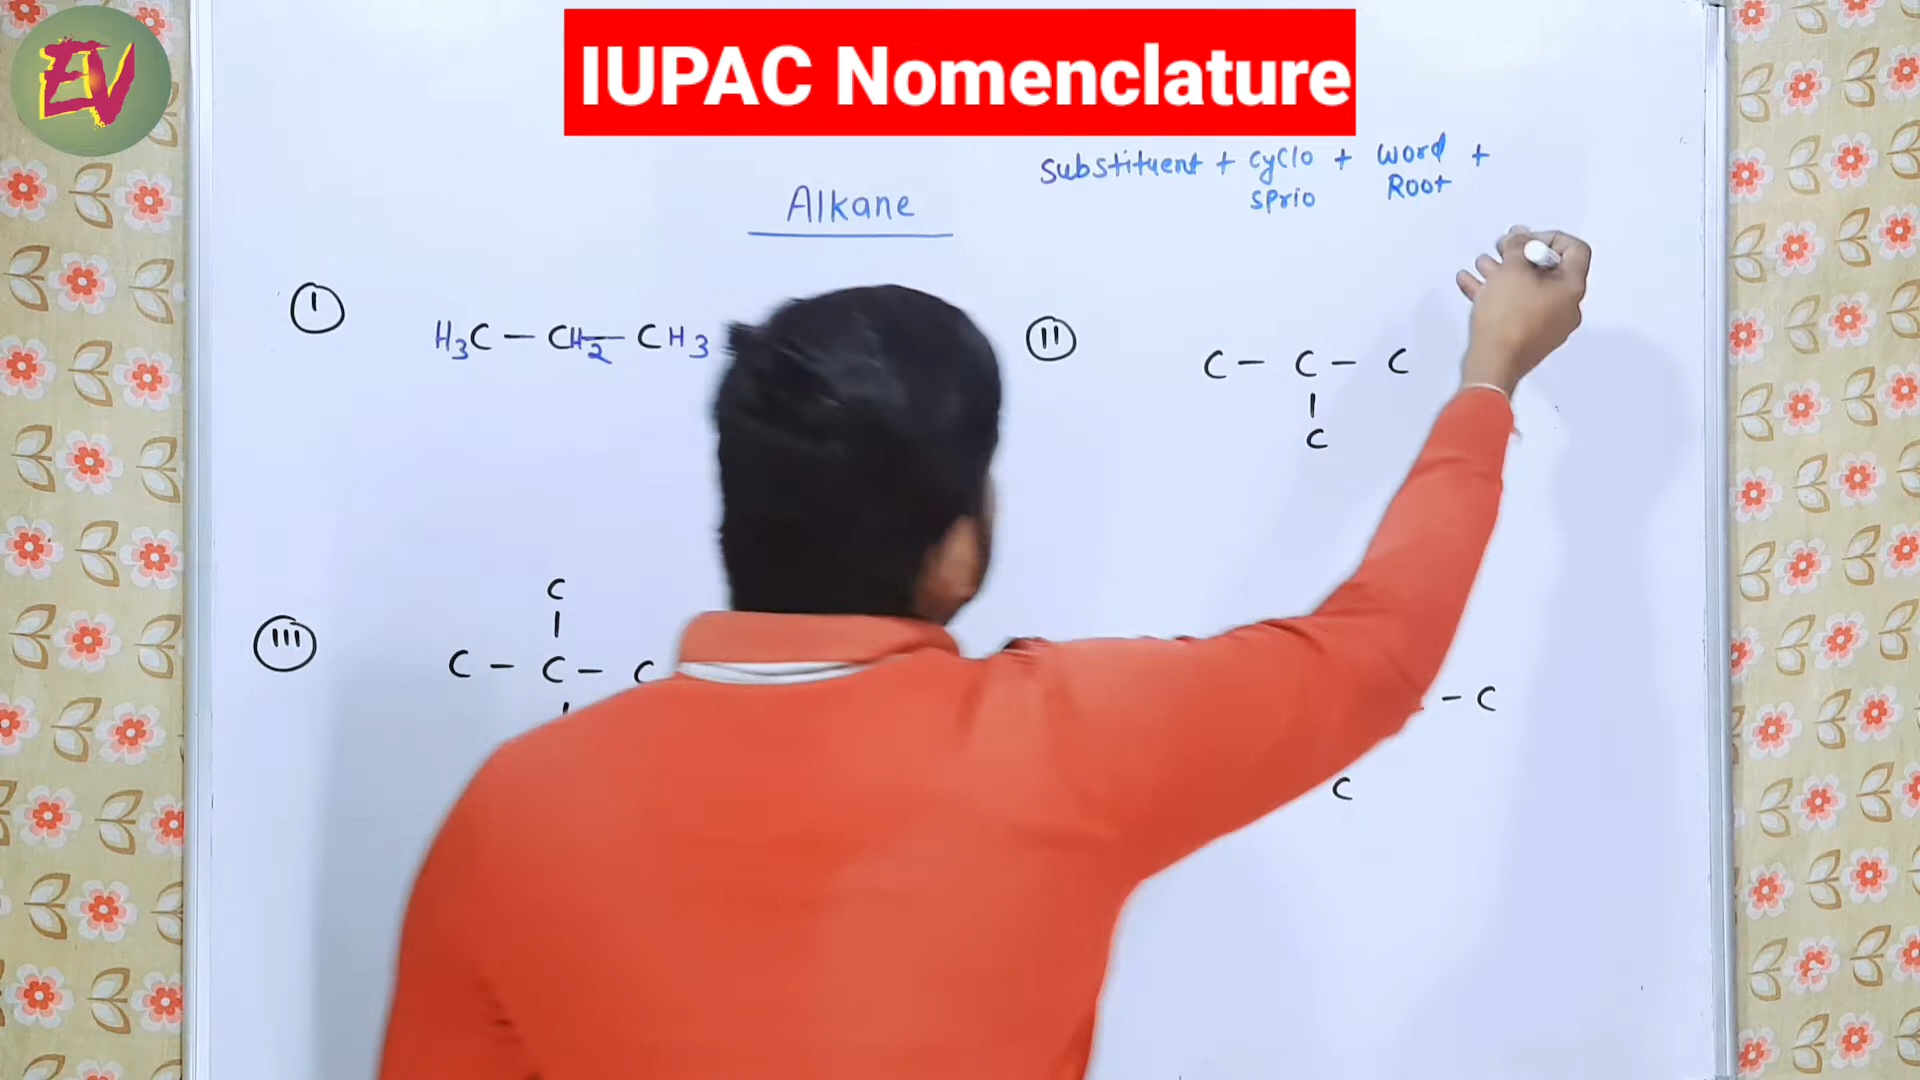 EV
IUPAC Nomenclature
Substituent + Cyclo + Word +
Sprio Root
Alkane
I
H3C — CH2 — CH3
II
C — C — C
|
C
C
|
III
C — C — C
|
— C
C